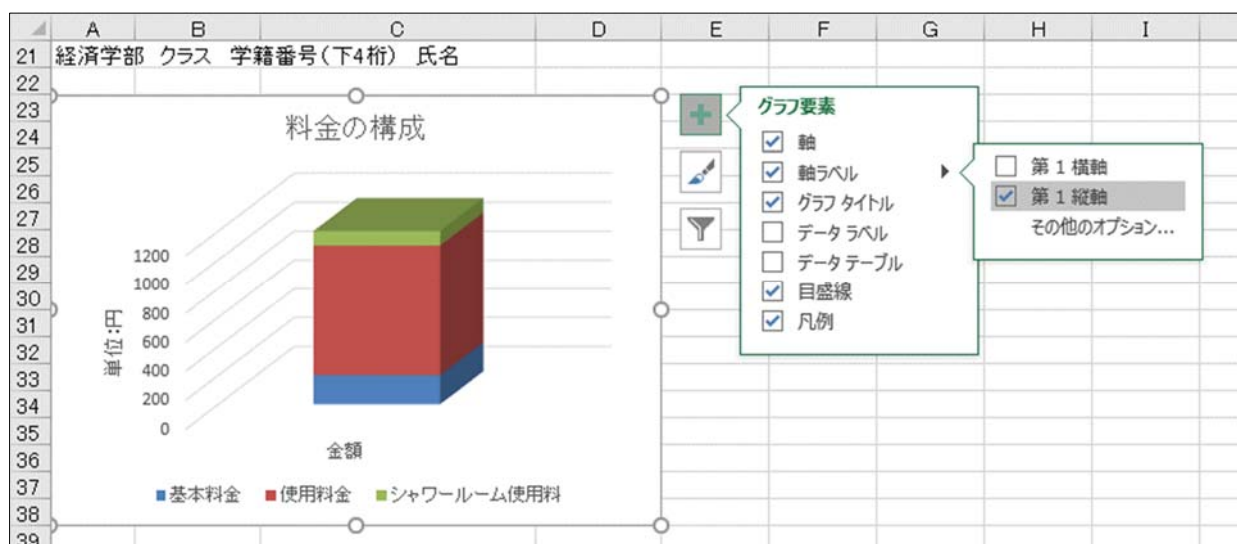 A B C D E F G H I
21 経済学部 クラス 学籍番号(下4桁) 氏名
22
23
24
25
26
27
28
29
30
31
32
33
34
35
36
37
38
39
料金の構成
1200
1000
800
600
400
200
0
単位:円
金額
基本料金 使用料金 シャワールーム使用料
グラフ要素
軸
軸ラベル
グラフ タイトル
データ ラベル
データ テーブル
目盛線
凡例
第 1 横軸
第 1 縦軸
その他のオプション...